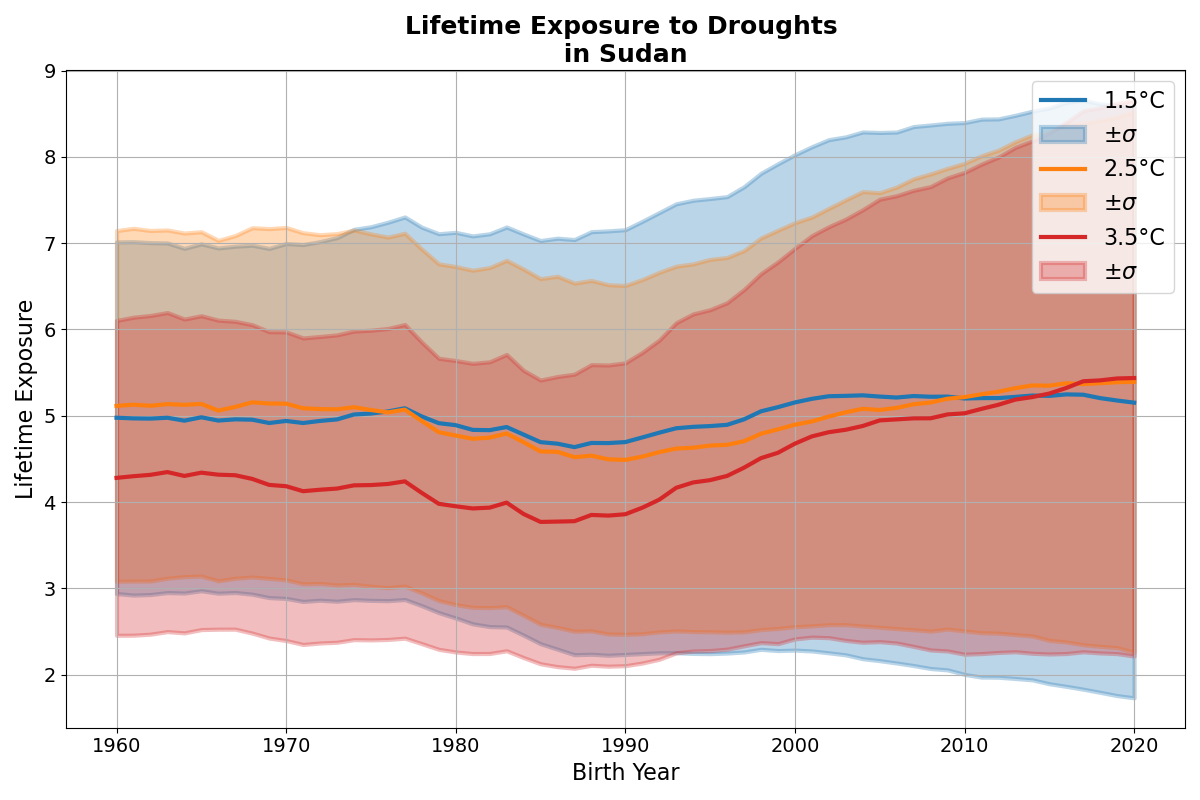 Lifetime Exposure to Droughts
in Sudan
9
8
7
6
5
4
3
2
Lifetime Exposure
1960 1970 1980 1990 2000 2010 2020
Birth Year
1.5°C
±σ
2.5°C
±σ
3.5°C
±σ